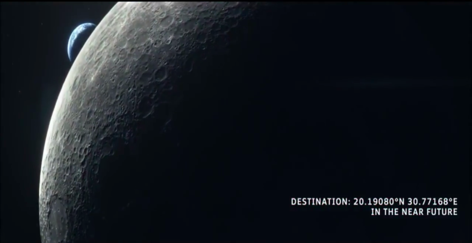 DESTINATION: 20.19080°N 30.77168°E
IN THE NEAR FUTURE